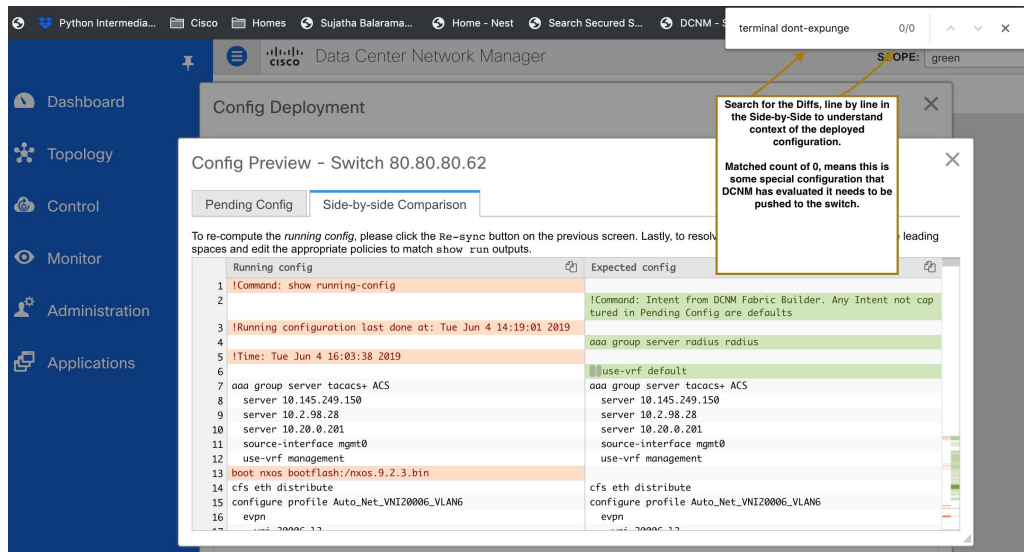 Python Intermedia...
Cisco
Homes
Sujatha Balarama...
Home - Nest
Search Secured S...
DCNM - S
terminal dont-expunge
0/0
cisco
Data Center Network Manager
SCOPE:
green
Dashboard
Topology
Control
Monitor
Administration
Applications
Config Deployment
Search for the Diffs, line by line in
the Side-by-Side to understand
context of the deployed
configuration.
Matched count of 0, means this is
some special configuration that
DCNM has evaluated it needs to be
pushed to the switch.
Config Preview - Switch 80.80.80.62
Pending Config
Side-by-side Comparison
To re-compute the running config, please click the Re-sync button on the previous screen. Lastly, to resolv
leading
spaces and edit the appropriate policies to match show run outputs.
Running config
Expected config
1 !Command: show running-config
2 !Command: Intent from DCNM Fabric Builder. Any Intent not cap
tured in Pending Config are defaults
3 !Running configuration last done at: Tue Jun 4 14:19:01 2019
4 aaa group server radius radius
5 !Time: Tue Jun 4 16:03:38 2019
6 use-vrf default
7 aaa group server tacacs+ ACS aaa group server tacacs+ ACS
8 server 10.145.249.150 server 10.145.249.150
9 server 10.2.98.28 server 10.2.98.28
10 server 10.20.0.201 server 10.20.0.201
11 source-interface mgmt0 source-interface mgmt0
12 use-vrf management use-vrf management
13 boot nxos bootflash:/nxos.9.2.3.bin
14 cfs eth distribute cfs eth distribute
15 configure profile Auto_Net_VNI20006_VLAN6 configure profile Auto_Net_VNI20006_VLAN6
16 evpn evpn